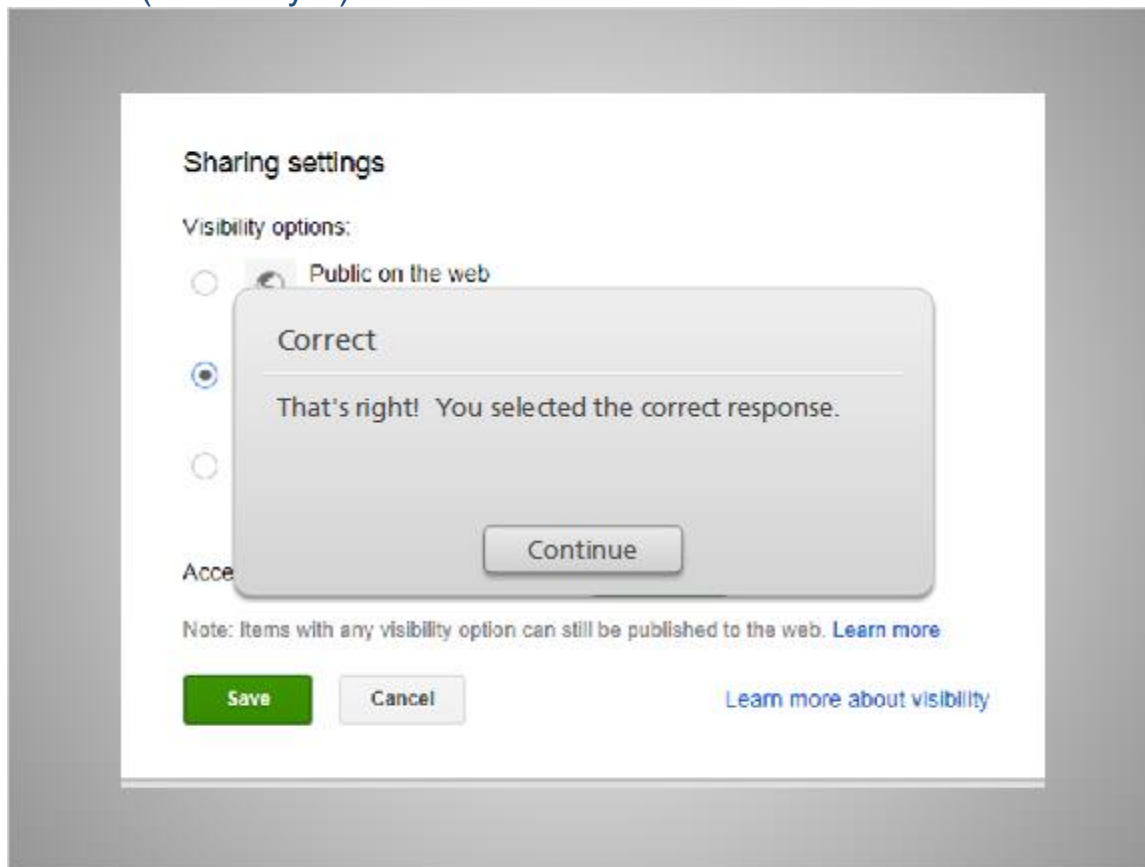 Sharing settings
Visibility options:
Public on the web
Correct
That's right! You selected the correct response.
Continue
Acce
Note: Items with any visibility option can still be published to the web. Learn more
Save Cancel Learn more about visibility